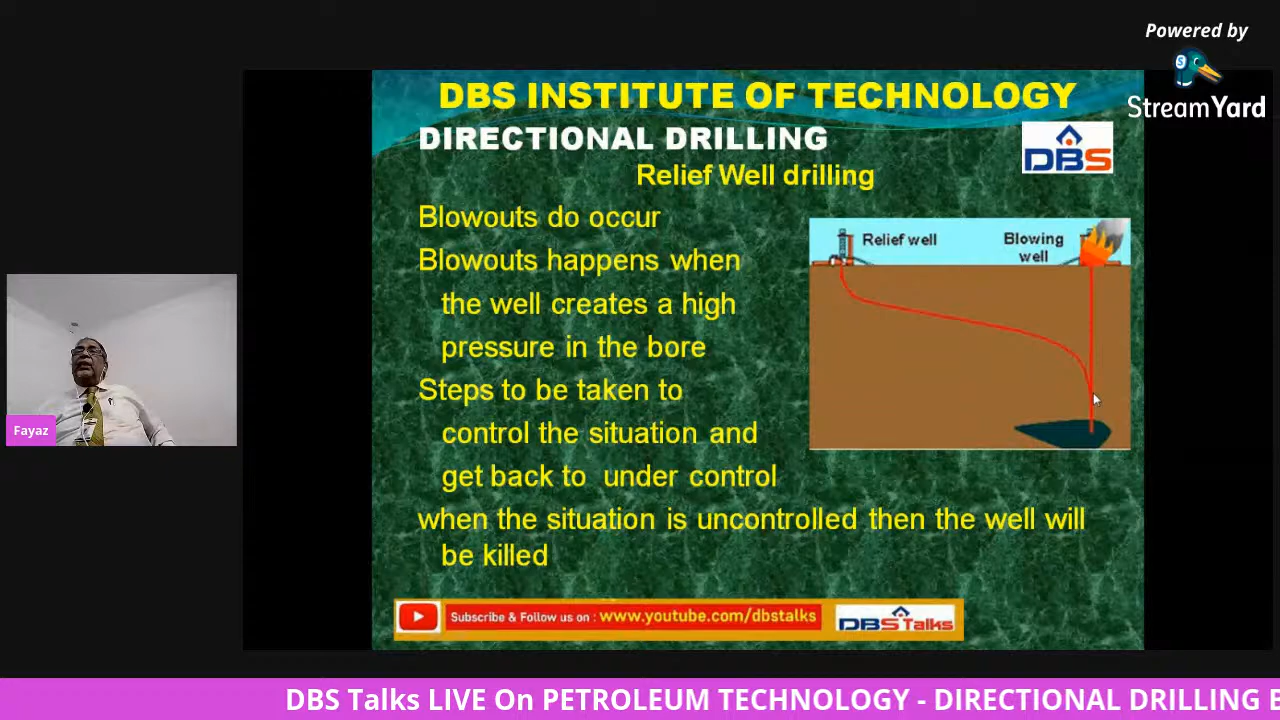 Powered by
StreamYard
DBS INSTITUTE OF TECHNOLOGY
DIRECTIONAL DRILLING
DBS
Relief Well drilling
Blowouts do occur
Blowouts happens when
the well creates a high
pressure in the bore
Steps to be taken to
control the situation and
get back to under control
when the situation is uncontrolled then the well will
be killed
Relief well
Blowing
well
Fayaz
Subscribe & Follow us on : www.youtube.com/dbstalks
DBS Talks
DBS Talks LIVE On PETROLEUM TECHNOLOGY - DIRECTIONAL DRILLING B